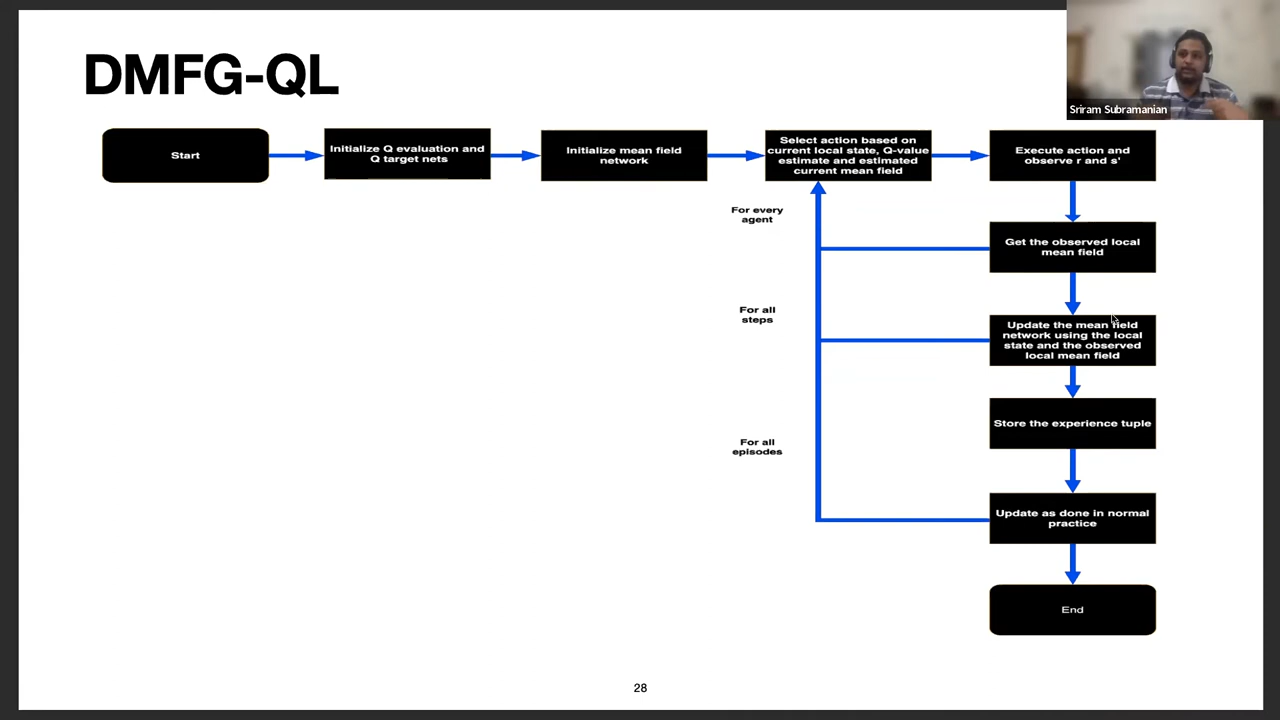 DMFG-QL
Sriram Subramanian
Start
Initialize Q evaluation and
Q target nets
Initialize mean field
network
Select action based on
current local state, Q-value
estimate and estimated
current mean field
Execute action and
observe r and s'
For every
agent
Get the observed local
mean field
For all
steps
Update the mean field
network using the local
state and the observed
local mean field
Store the experience tuple
For all
episodes
Update as done in normal
practice
End
28